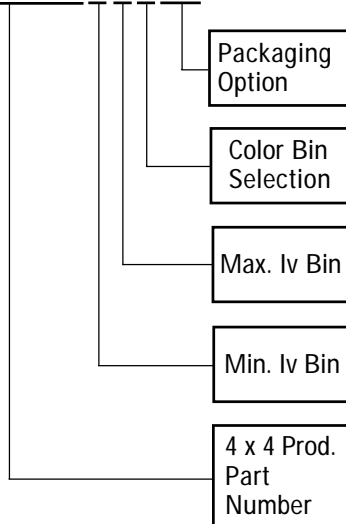 Packaging
Option
Color Bin
Selection
Max. Iv Bin
Min. Iv Bin
4 x 4 Prod.
Part
Number